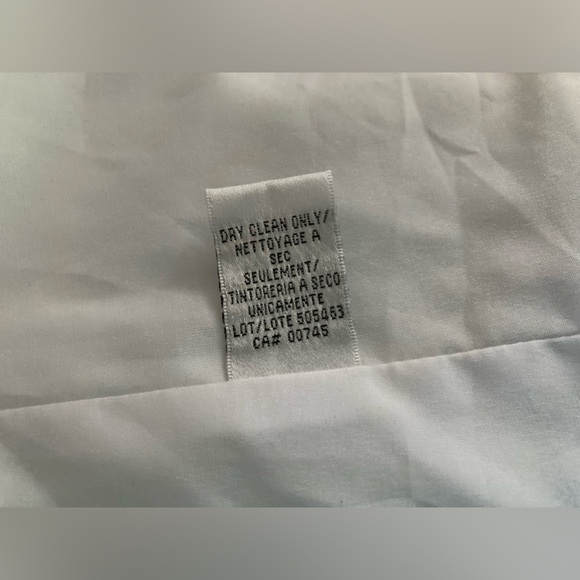 DRY CLEAN ONLY/
NETTOYAGE A
SEC
SEULEMENT/
TINTORERIA A SECO
UNICAMENTE
LOT/LOTE 505463
CA# 00745